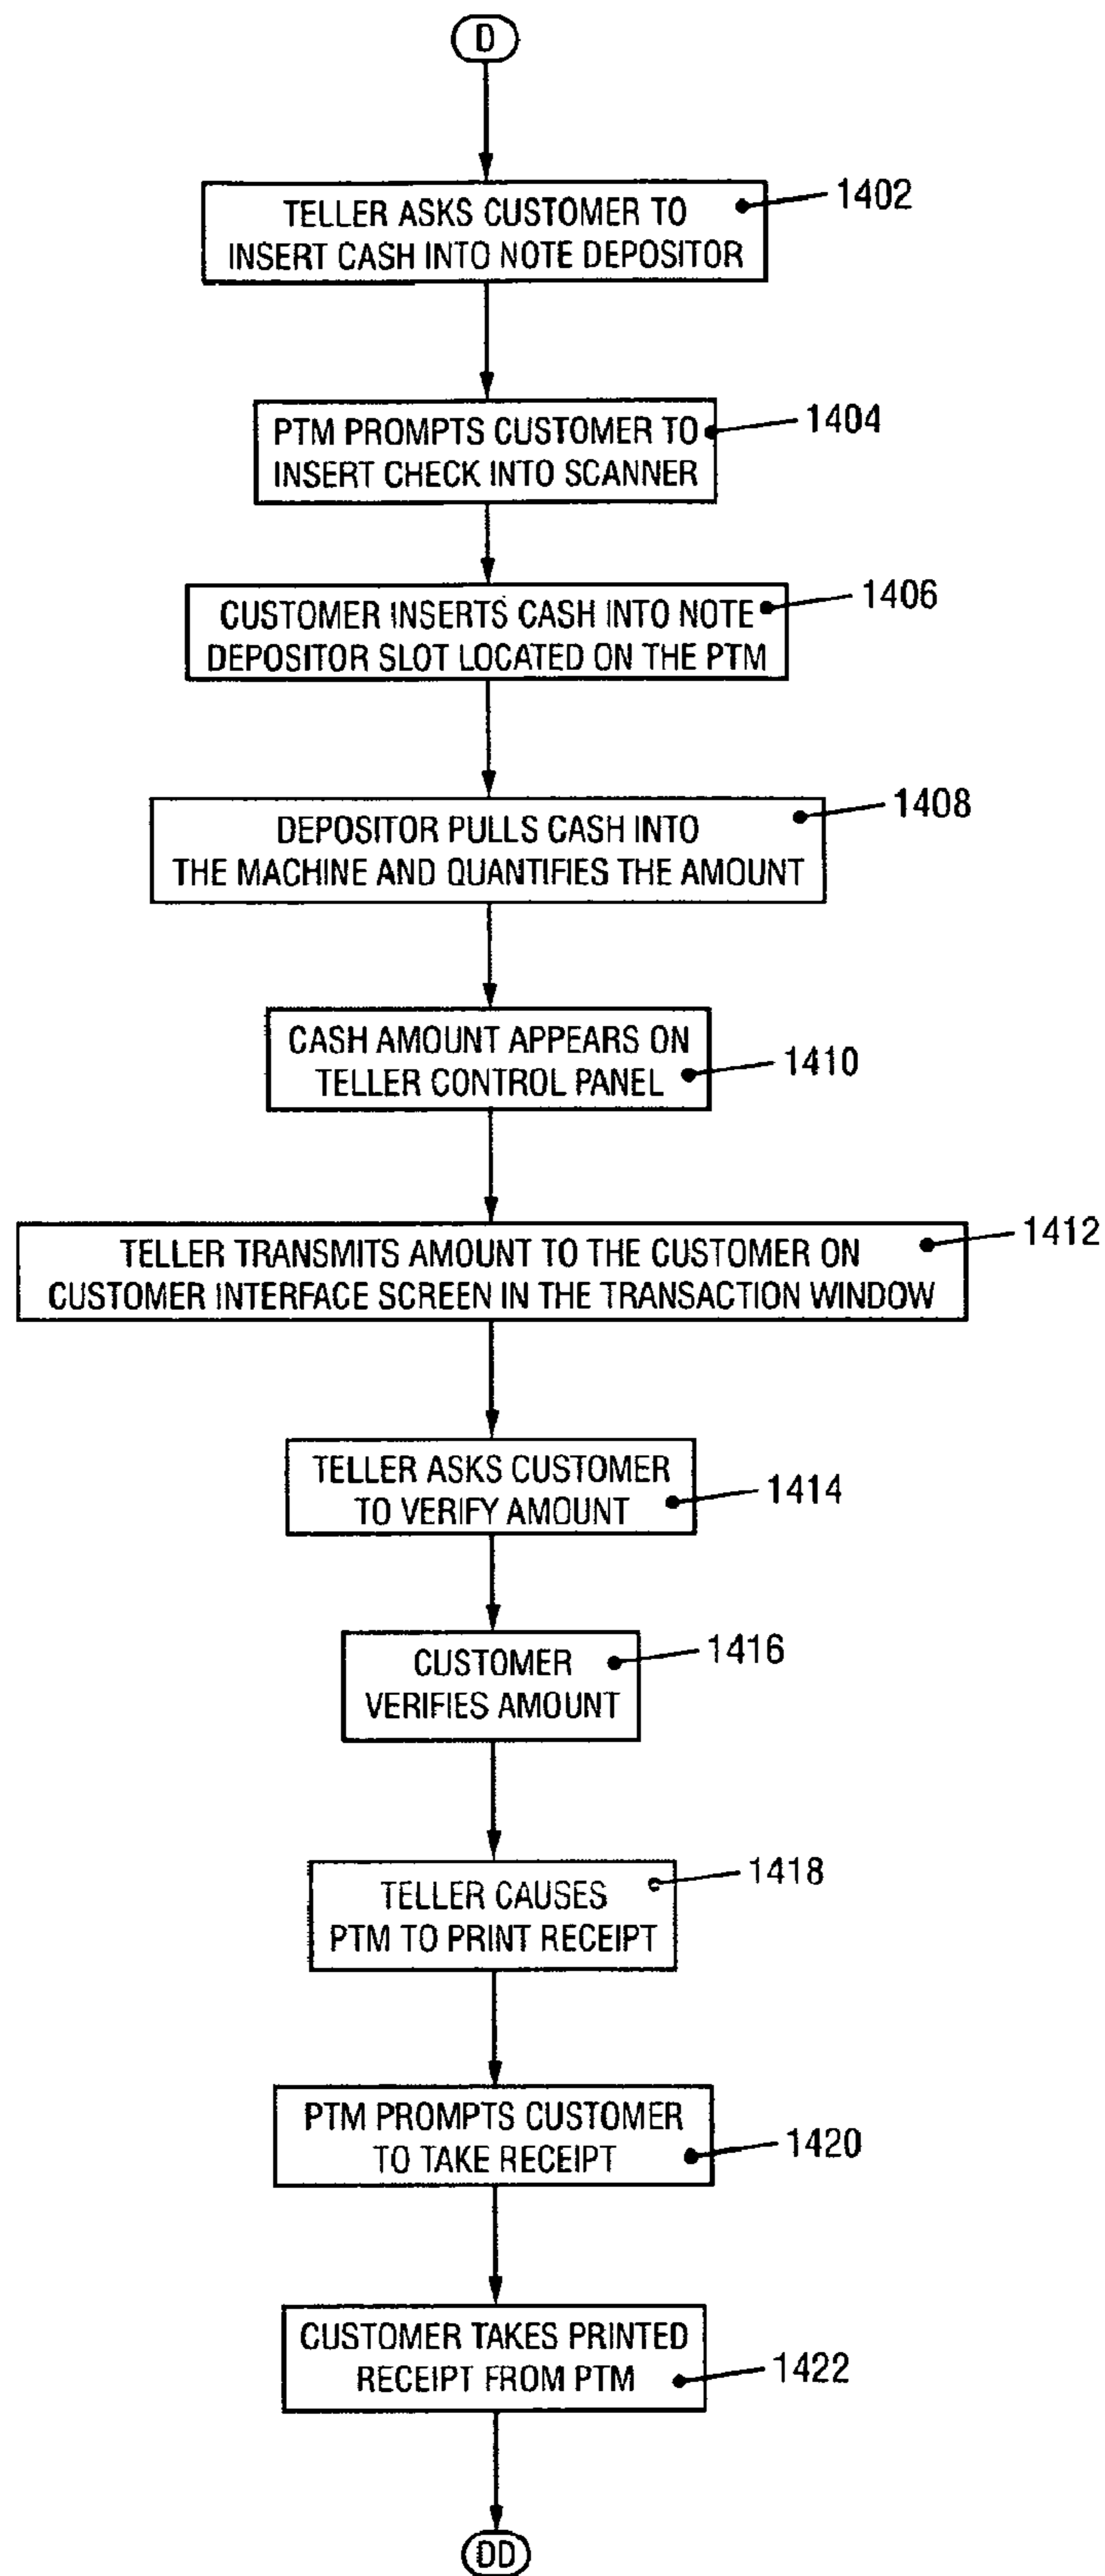 D
TELLER ASKS CUSTOMER TO
INSERT CASH INTO NOTE DEPOSITOR
1402
PTM PROMPTS CUSTOMER TO
INSERT CHECK INTO SCANNER
1404
CUSTOMER INSERTS CASH INTO NOTE
DEPOSITOR SLOT LOCATED ON THE PTM
1406
DEPOSITOR PULLS CASH INTO
THE MACHINE AND QUANTIFIES THE AMOUNT
1408
CASH AMOUNT APPEARS ON
TELLER CONTROL PANEL
1410
TELLER TRANSMITS AMOUNT TO THE CUSTOMER ON
CUSTOMER INTERFACE SCREEN IN THE TRANSACTION WINDOW
1412
TELLER ASKS CUSTOMER
TO VERIFY AMOUNT
1414
CUSTOMER
VERIFIES AMOUNT
1416
TELLER CAUSES
PTM TO PRINT RECEIPT
1418
PTM PROMPTS CUSTOMER
TO TAKE RECEIPT
1420
CUSTOMER TAKES PRINTED
RECEIPT FROM PTM
1422
DD